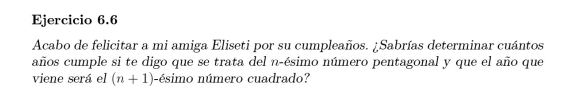 Ejercicio 6.6
Acabo de felicitar a mi amiga Eliseti por su cumpleaños. ¿Sabrías determinar cuántos
años cumple si te digo que se trata del n-ésimo número pentagonal y que el año que
viene será el (n + 1)-ésimo número cuadrado?